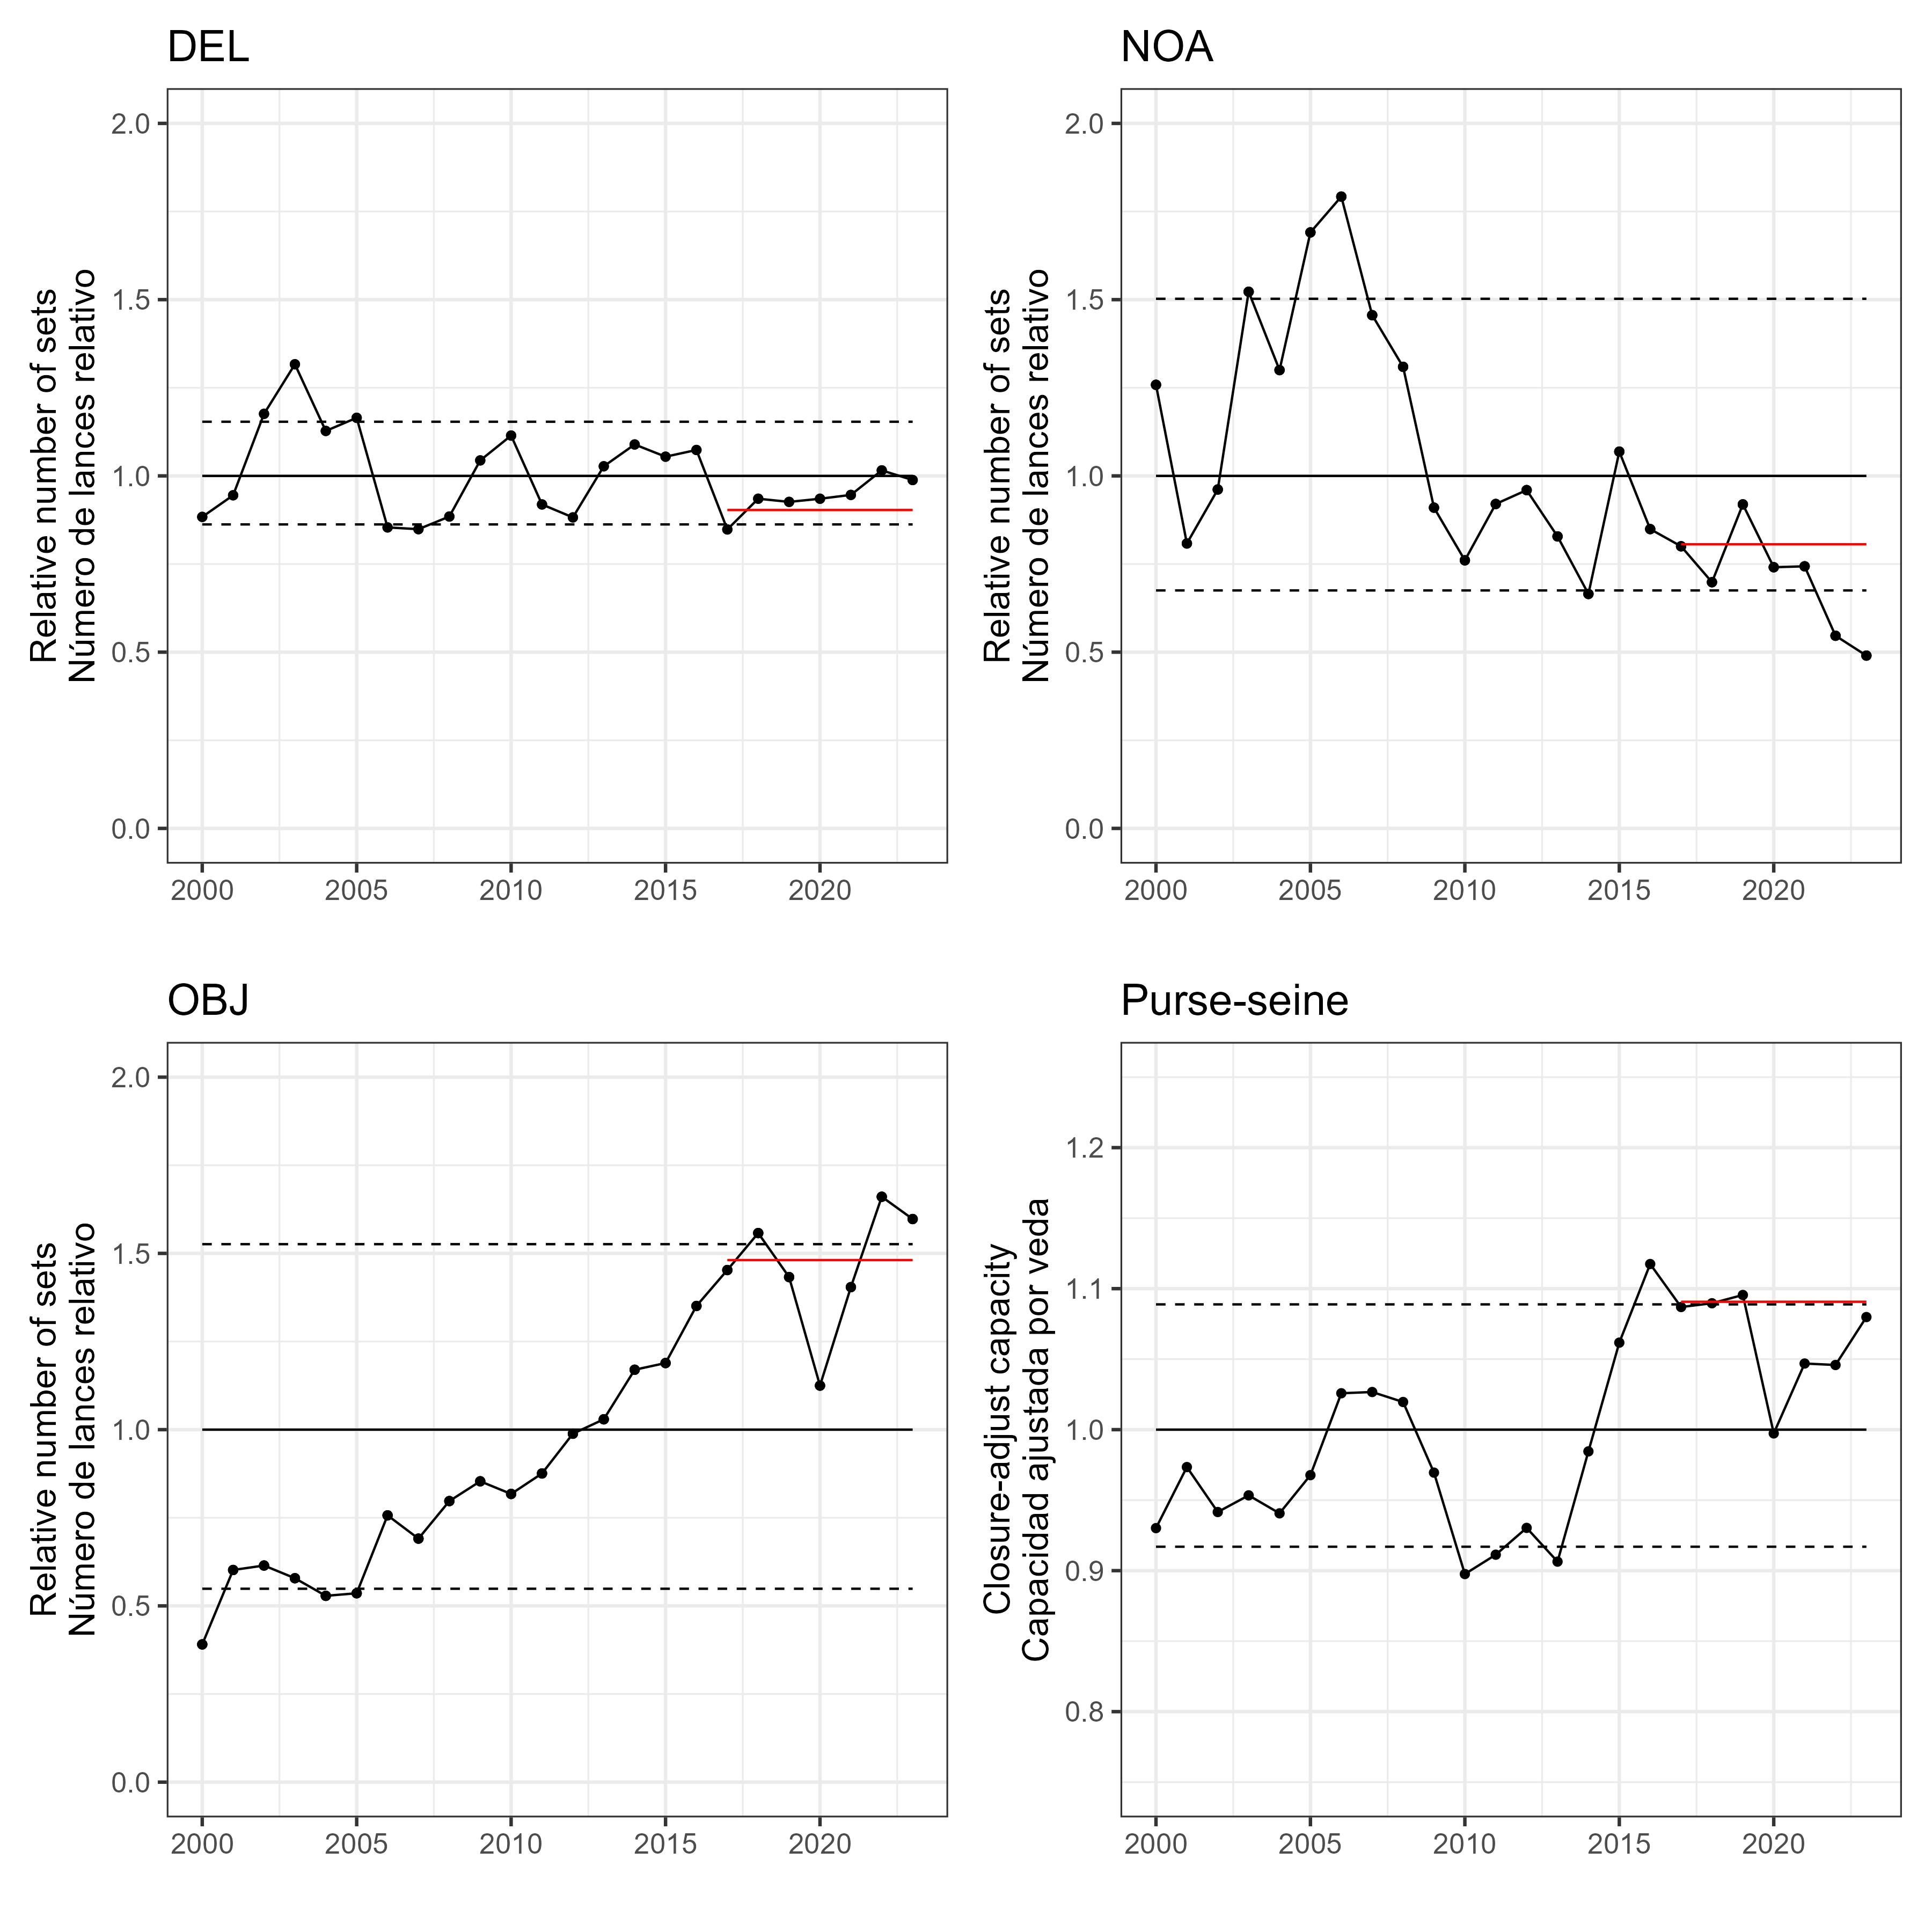 DEL
Relative number of sets
Número de lances relativo
2.0
1.5
1.0
0.5
0.0
2000 2005 2010 2015 2020
NOA
Relative number of sets
Número de lances relativo
2.0
1.5
1.0
0.5
0.0
2000 2005 2010 2015 2020
OBJ
Relative number of sets
Número de lances relativo
2.0
1.5
1.0
0.5
0.0
2000 2005 2010 2015 2020
Purse-seine
Closure-adjust capacity
Capacidad ajustada por veda
1.2
1.1
1.0
0.9
0.8
2000 2005 2010 2015 2020